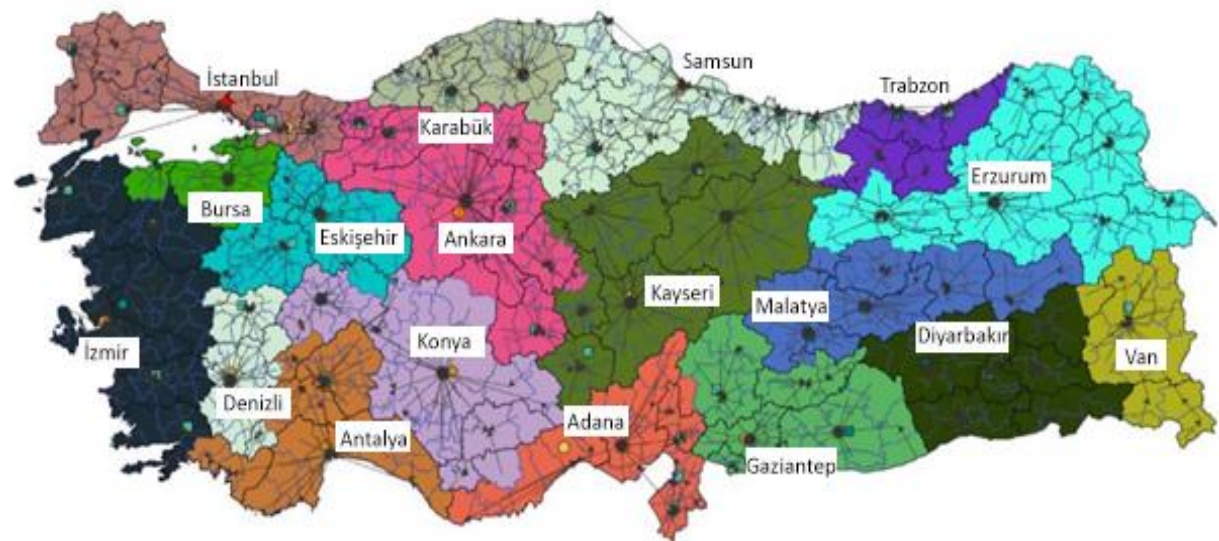 İstanbul
Samsun
Trabzon
Karabük
Erzurum
Bursa
Eskişehir
Ankara
Kayseri
Malatya
Diyarbakır
Van
İzmir
Konya
Denizli
Adana
Antalya
Gaziantep